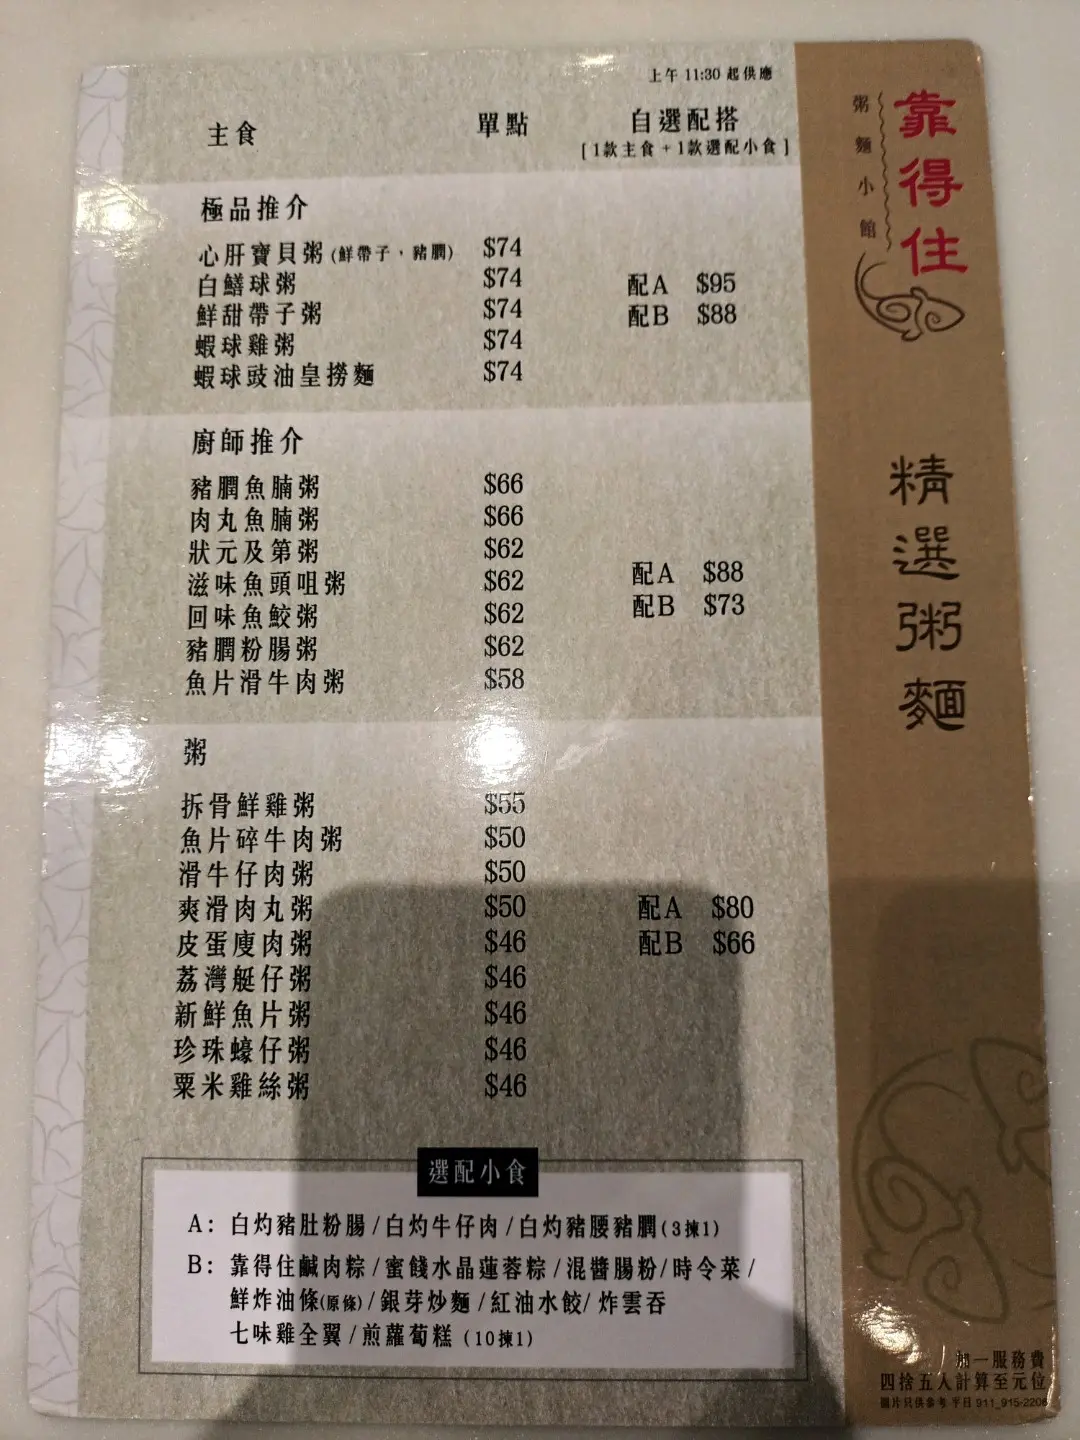 上午 11:30 起供應
主食 單點 自選配搭
[ 1款主食 + 1款選配小食 ]
極品推介
心肝寶貝粥 (鮮帶子，豬膶) $74
白鱔球粥 $74
鮮甜帶子粥 $74
蝦球雞粥 $74
蝦球豉油皇撈麵 $74
配A $95
配B $88
廚師推介
豬膶魚腩粥 $66
肉丸魚腩粥 $66
狀元及第粥 $62
滋味魚頭咀粥 $62
回味魚鮫粥 $62
豬膶粉腸粥 $62
魚片滑牛肉粥 $58
配A $88
配B $73
粥
拆骨鮮雞粥 $55
魚片碎牛肉粥 $50
滑牛仔肉粥 $50
爽滑肉丸粥 $50
皮蛋廋肉粥 $46
荔灣艇仔粥 $46
新鮮魚片粥 $46
珍珠蠔仔粥 $46
粟米雞絲粥 $46
配A $80
配B $66
選配小食
A: 白灼豬肚粉腸 / 白灼牛仔肉 / 白灼豬腰豬膶 (3揀1)
B: 靠得住鹹肉粽 / 蜜餞水晶蓮蓉粽 / 混醬腸粉 / 時令菜 /
鮮炸油條(原條) / 銀芽炒麵 / 紅油水餃 / 炸雲吞
七味雞全翼 / 煎蘿蔔糕 (10揀1)
靠得住
粥麵小館
精選粥麵
加一服務費
四捨五入計算至元位
圖片只供參考 平日 911_915-2206